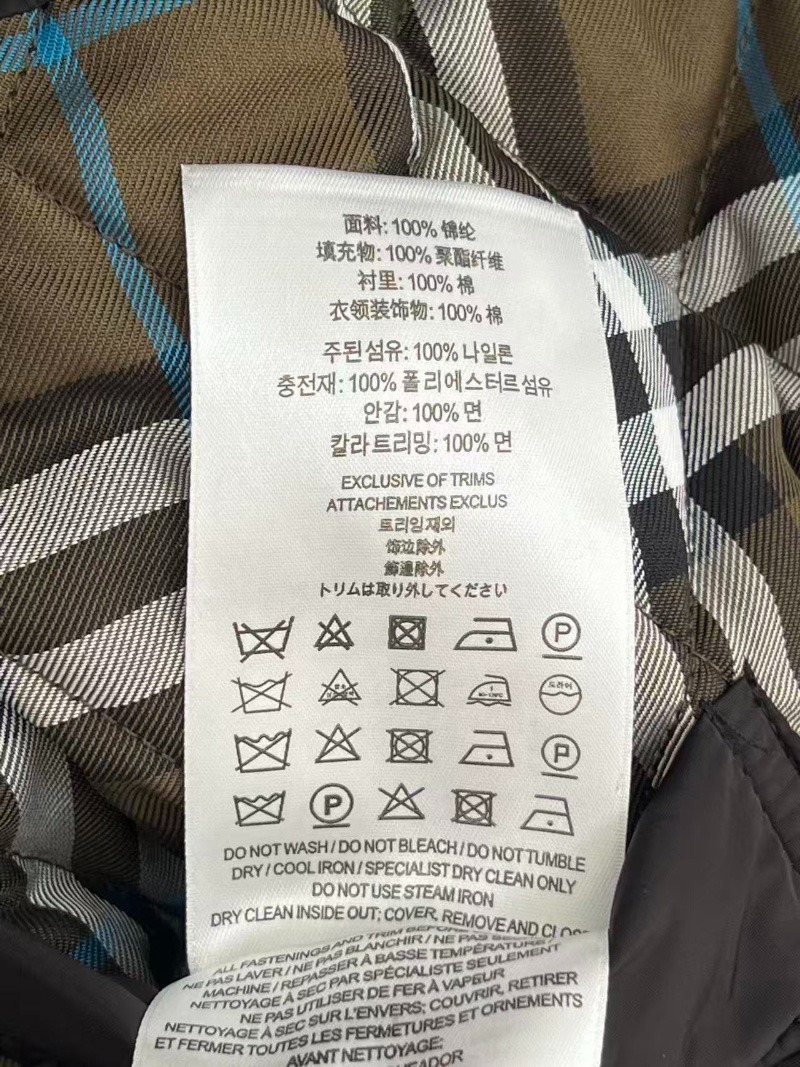 面料: 100% 锦纶
填充物: 100% 聚酯纤维
衬里: 100% 棉
衣领装饰物: 100% 棉
주된섬유: 100% 나일론
충전재: 100% 폴리에스터르섬유
안감: 100% 면
칼라트리밍: 100% 면
EXCLUSIVE OF TRIMS
ATTACHEMENTS EXCLUS
트리밍재외
饰边除外
飾邊除外
トリムは取り外してください
P
드라이
P
P
DO NOT WASH / DO NOT BLEACH / DO NOT TUMBLE
DRY / COOL IRON / SPECIALIST DRY CLEAN ONLY
DO NOT USE STEAM IRON
DRY CLEAN INSIDE OUT; COVER, REMOVE AND
ALL FASTENINGS AND TRIM BEFORE
NE PAS LAVER / NE PAS BLANCHIR / NE PAS
MACHINE / REPASSER À BASSE TEMPÉRATURE /
NETTOYAGE À SEC PAR SPÉCIALISTE SEULEMENT
NE PAS UTILISER DE FER À VAPEUR
NETTOYAGE À SEC SUR L'ENVERS; COUVRIR, RETIRER
ET FERMER TOUTES LES FERMETURES ET ORNEMENTS
AVANT NETTOYAGE;